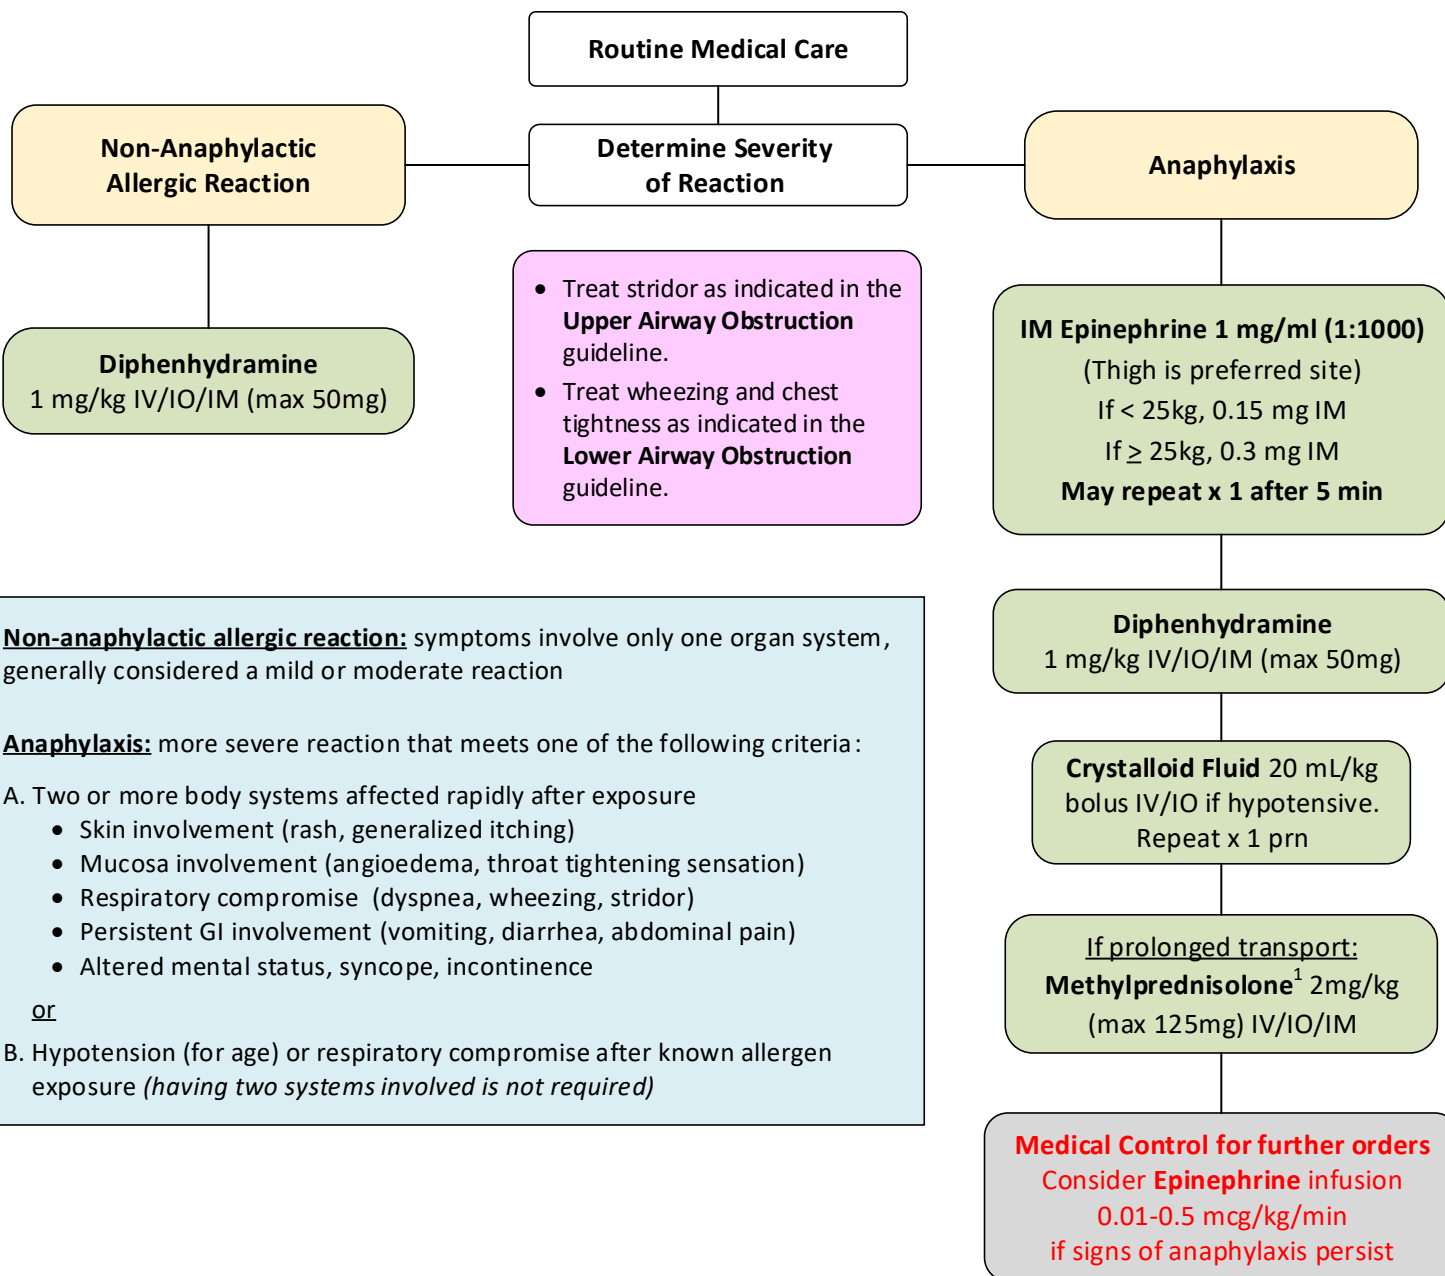 Routine Medical Care
Non-Anaphylactic
Allergic Reaction
Determine Severity
of Reaction
Anaphylaxis
Diphenhydramine
1 mg/kg IV/IO/IM (max 50mg)
• Treat stridor as indicated in the
Upper Airway Obstruction
guideline.
• Treat wheezing and chest
tightness as indicated in the
Lower Airway Obstruction
guideline.
IM Epinephrine 1 mg/ml (1:1000)
(Thigh is preferred site)
If < 25kg, 0.15 mg IM
If ≥ 25kg, 0.3 mg IM
May repeat x 1 after 5 min
Diphenhydramine
1 mg/kg IV/IO/IM (max 50mg)
Crystalloid Fluid 20 mL/kg
bolus IV/IO if hypotensive.
Repeat x 1 prn
If prolonged transport:
Methylprednisolone¹ 2mg/kg
(max 125mg) IV/IO/IM
Medical Control for further orders
Consider Epinephrine infusion
0.01-0.5 mcg/kg/min
if signs of anaphylaxis persist
Non-anaphylactic allergic reaction: symptoms involve only one organ system,
generally considered a mild or moderate reaction
Anaphylaxis: more severe reaction that meets one of the following criteria:
A. Two or more body systems affected rapidly after exposure
• Skin involvement (rash, generalized itching)
• Mucosa involvement (angioedema, throat tightening sensation)
• Respiratory compromise (dyspnea, wheezing, stridor)
• Persistent GI involvement (vomiting, diarrhea, abdominal pain)
• Altered mental status, syncope, incontinence
or
B. Hypotension (for age) or respiratory compromise after known allergen
exposure (having two systems involved is not required)